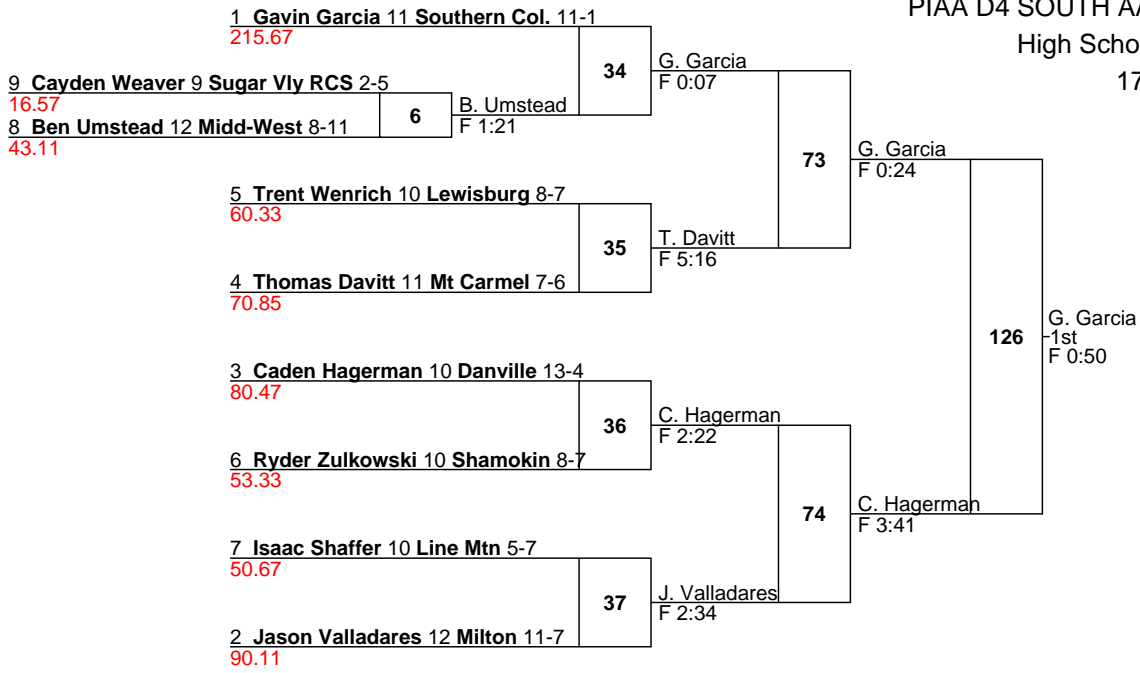 PIAA D4 SOUTH AA
High Scho
17
1 Gavin Garcia 11 Southern Col. 11-1
215.67
34
G. Garcia
F 0:07
9 Cayden Weaver 9 Sugar Vly RCS 2-5
16.57
6
B. Umstead
F 1:21
8 Ben Umstead 12 Midd-West 8-11
43.11
73
G. Garcia
F 0:24
5 Trent Wenrich 10 Lewisburg 8-7
60.33
35
T. Davitt
F 5:16
4 Thomas Davitt 11 Mt Carmel 7-6
70.85
126
G. Garcia
1st
F 0:50
3 Caden Hagerman 10 Danville 13-4
80.47
36
C. Hagerman
F 2:22
6 Ryder Zulkowski 10 Shamokin 8-7
53.33
74
C. Hagerman
F 3:41
7 Isaac Shaffer 10 Line Mtn 5-7
50.67
37
J. Valladares
F 2:34
2 Jason Valladares 12 Milton 11-7
90.11